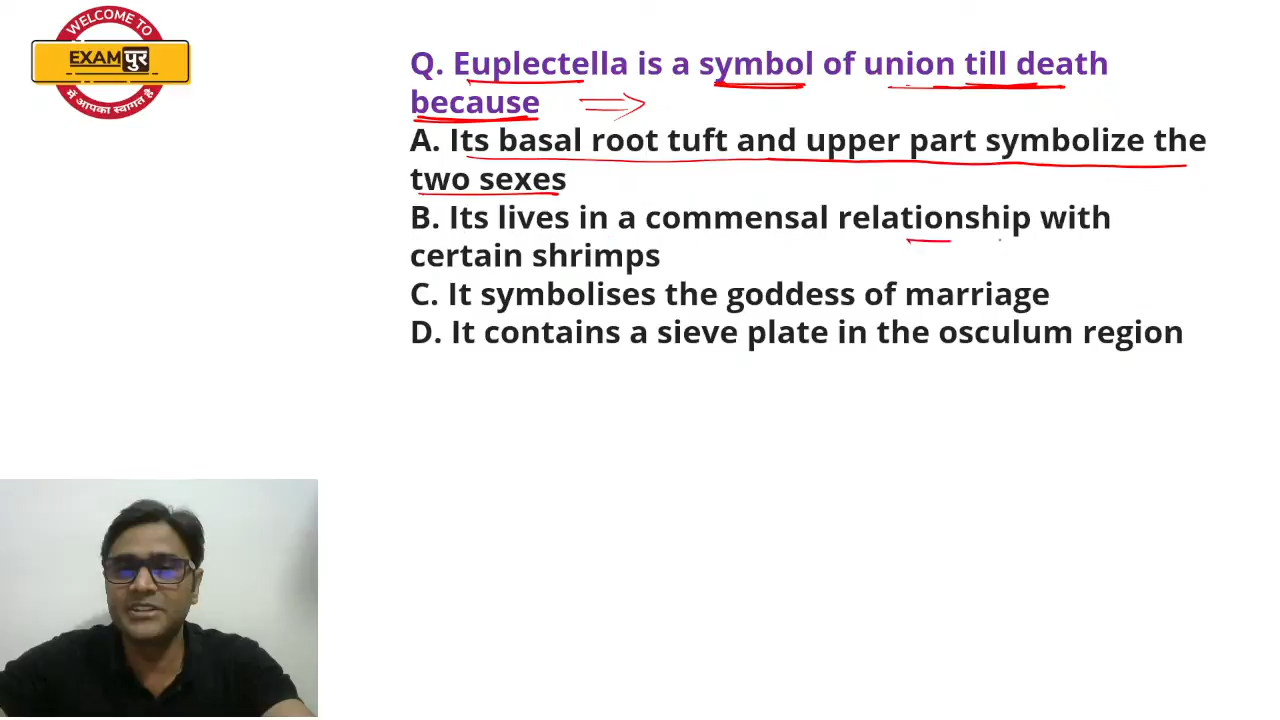 WELCOME TO
EXAMपुर
में आपका स्वागत है
Q. Euplectella is a symbol of union till death
because
A. Its basal root tuft and upper part symbolize the
two sexes
B. Its lives in a commensal relationship with
certain shrimps
C. It symbolises the goddess of marriage
D. It contains a sieve plate in the osculum region